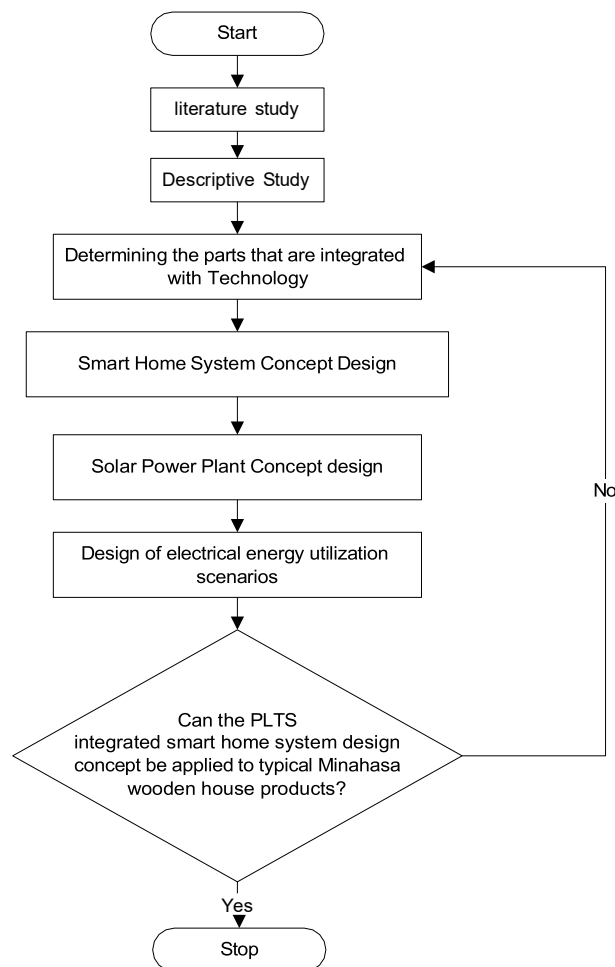 Start
literature study
Descriptive Study
Determining the parts that are integrated
with Technology
Smart Home System Concept Design
Solar Power Plant Concept design
Design of electrical energy utilization
scenarios
Can the PLTS
integrated smart home system design
concept be applied to typical Minahasa
wooden house products?
No
Yes
Stop